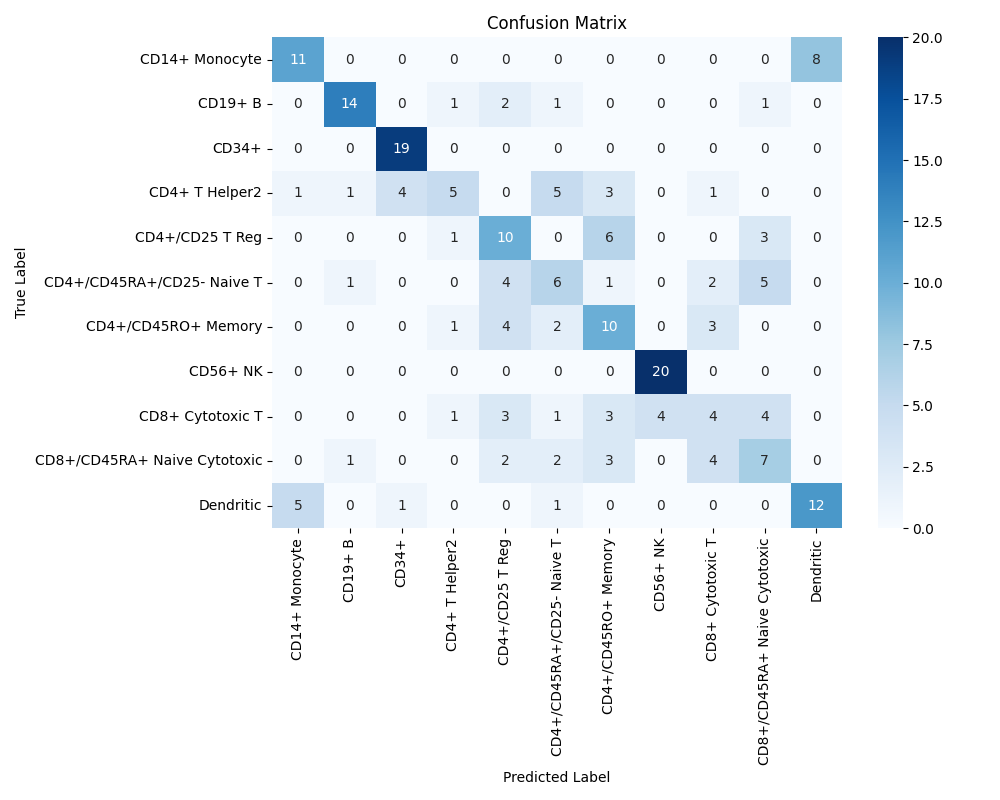 Confusion Matrix
True Label
CD14+ Monocyte 11 0 0 0 0 0 0 0 0 0 8
CD19+ B 0 14 0 1 2 1 0 0 0 1 0
CD34+ 0 0 19 0 0 0 0 0 0 0 0
CD4+ T Helper2 1 1 4 5 0 5 3 0 1 0 0
CD4+/CD25 T Reg 0 0 0 1 10 0 6 0 0 3 0
CD4+/CD45RA+/CD25- Naive T 0 1 0 0 4 6 1 0 2 5 0
CD4+/CD45RO+ Memory 0 0 0 1 4 2 10 0 3 0 0
CD56+ NK 0 0 0 0 0 0 0 20 0 0 0
CD8+ Cytotoxic T 0 0 0 1 3 1 3 4 4 4 0
CD8+/CD45RA+ Naive Cytotoxic 0 1 0 0 2 2 3 0 4 7 0
Dendritic 5 0 1 0 0 1 0 0 0 0 12
CD14+ Monocyte
CD19+ B
CD34+
CD4+ T Helper2
CD4+/CD25 T Reg
CD4+/CD45RA+/CD25- Naive T
CD4+/CD45RO+ Memory
CD56+ NK
CD8+ Cytotoxic T
CD8+/CD45RA+ Naive Cytotoxic
Dendritic
Predicted Label
20.0
17.5
15.0
12.5
10.0
7.5
5.0
2.5
0.0